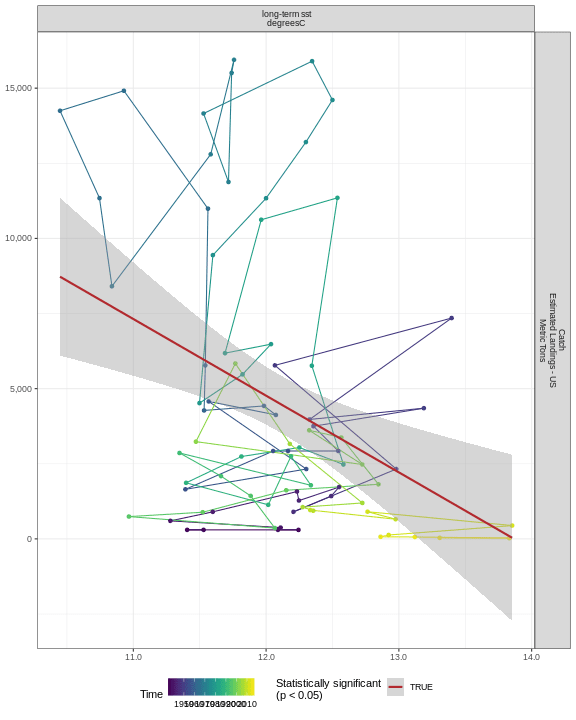 long-term sst
degreesC
15,000
10,000
5,000
0
Catch
Estimated Landings - US
Metric Tons
11.0
12.0
13.0
14.0
Time
1950196019701980199020002010
Statistically significant
(p < 0.05)
TRUE